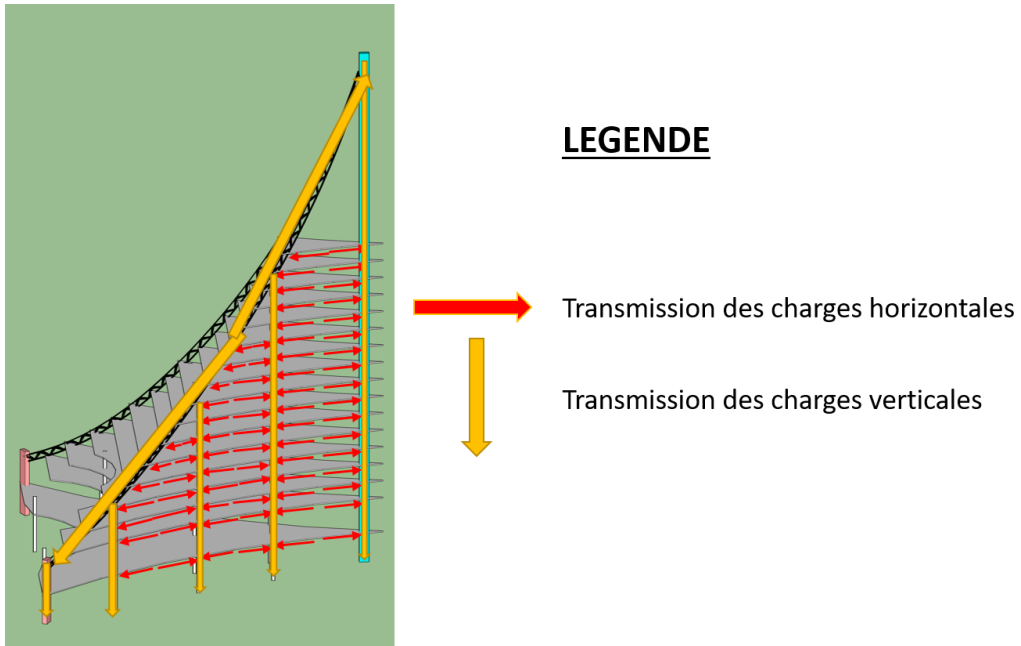 LEGENDE
Transmission des charges horizontales
Transmission des charges verticales